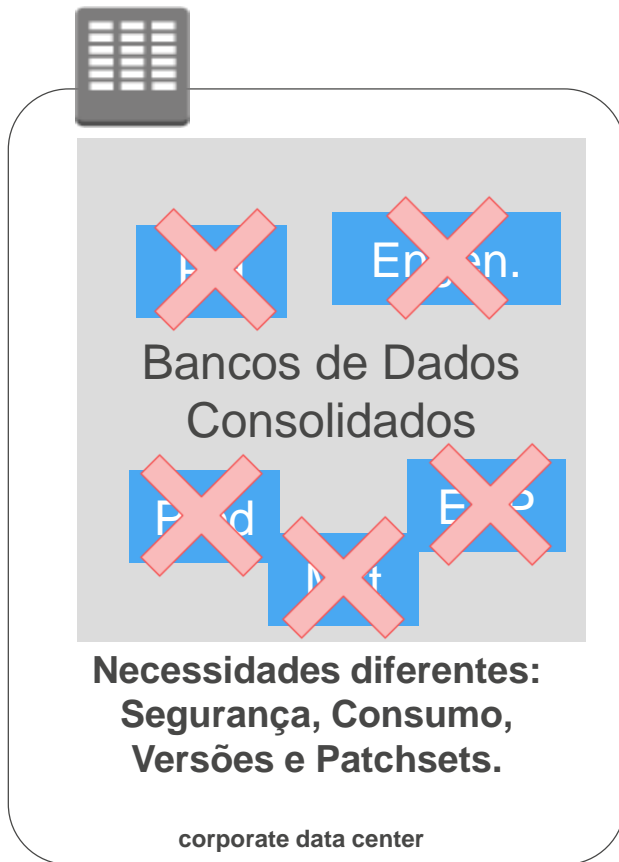 Engen.
Bancos de Dados
Consolidados
Necessidades diferentes:
Segurança, Consumo,
Versões e Patchsets.
corporate data center